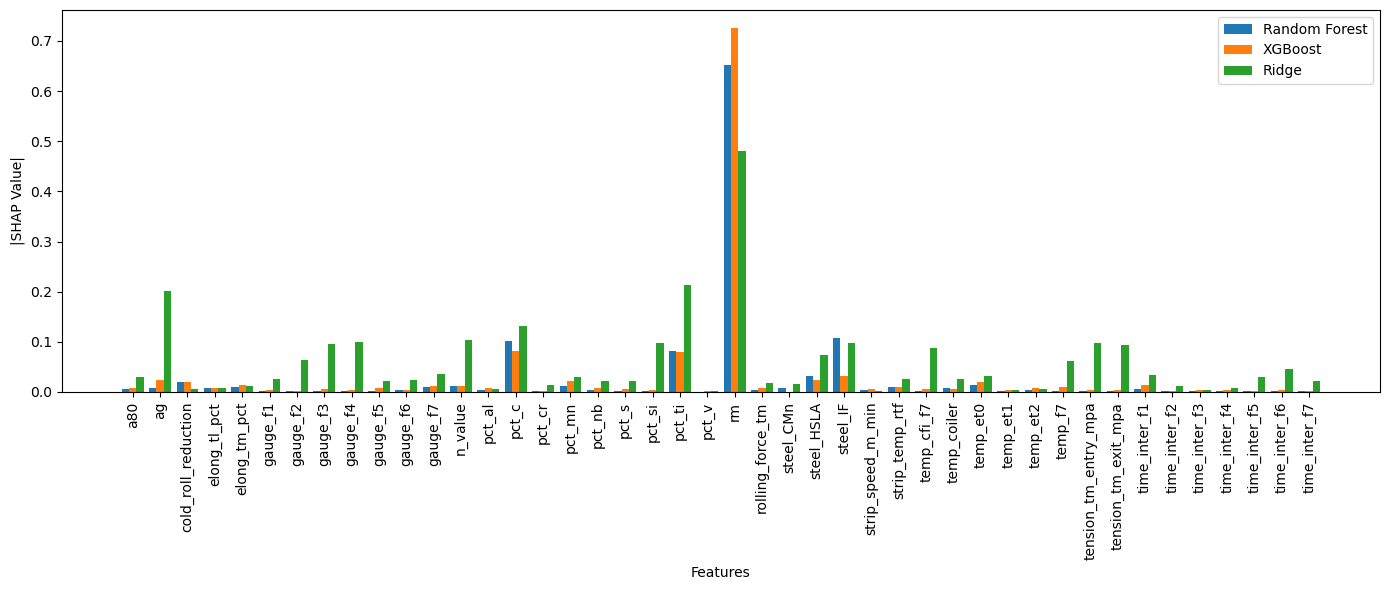 Random Forest
XGBoost
Ridge
|SHAP Value|
0.7
0.6
0.5
0.4
0.3
0.2
0.1
0.0
a80
ag
cold_roll_reduction
elong_tl_pct
elong_tm_pct
gauge_f1
gauge_f2
gauge_f3
gauge_f4
gauge_f5
gauge_f6
gauge_f7
n_value
pct_al
pct_c
pct_cr
pct_mn
pct_nb
pct_s
pct_si
pct_ti
pct_v
rm
rolling_force_tm
steel_CMn
steel_HSLA
steel_IF
strip_speed_m_min
strip_temp_rtf
temp_cfi_f7
temp_coiler
temp_et0
temp_et1
temp_et2
temp_f7
tension_tm_entry_mpa
tension_tm_exit_mpa
time_inter_f1
time_inter_f2
time_inter_f3
time_inter_f4
time_inter_f5
time_inter_f6
time_inter_f7
Features